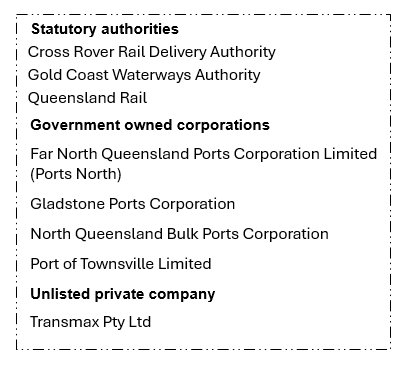 Statutory authorities
Cross Rover Rail Delivery Authority
Gold Coast Waterways Authority
Queensland Rail
Government owned corporations
Far North Queensland Ports Corporation Limited
(Ports North)
Gladstone Ports Corporation
North Queensland Bulk Ports Corporation
Port of Townsville Limited
Unlisted private company
Transmax Pty Ltd